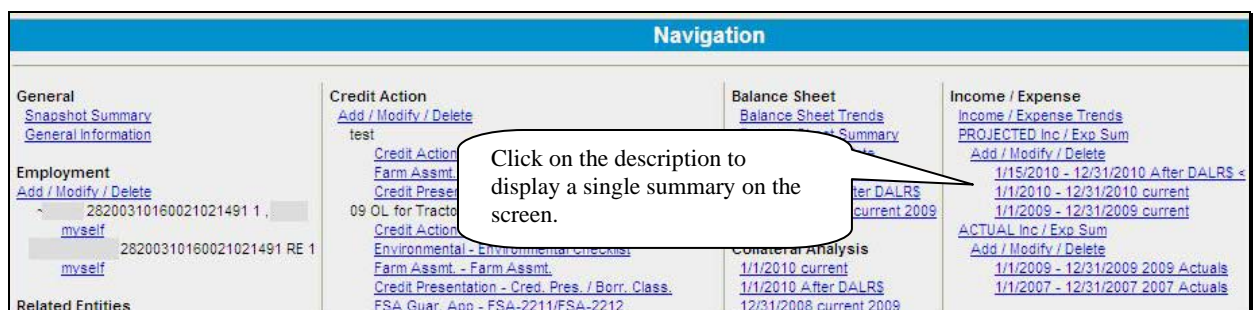 Navigation
General
Snapshot Summary
General Information
Employment
Add / Modify / Delete
~ 28200310160021021491 1 ,
myself
28200310160021021491 RE 1
myself
Related Entities
Credit Action
Add / Modify / Delete
test
Credit Action
Farm Assmt.
Credit Preser
09 OL for Tracto
Credit Action
Environmental - Environmental Checklist
Farm Assmt. - Farm Assmt.
Credit Presentation - Cred. Pres. / Borr. Class.
FSA Guar. App - FSA-2211/FSA-2212
Click on the description to
display a single summary on the
screen.
Balance Sheet
Balance Sheet Trends
Summary
ter DALR$
current 2009
Collateral Analysis
1/1/2010 current
1/1/2010 After DALR$
12/31/2008 current 2009
Income / Expense
Income / Expense Trends
PROJECTED Inc / Exp Sum
Add / Modify / Delete
1/15/2010 - 12/31/2010 After DALR$ <
1/1/2010 - 12/31/2010 current
1/1/2009 - 12/31/2009 current
ACTUAL Inc / Exp Sum
Add / Modify / Delete
1/1/2009 - 12/31/2009 2009 Actuals
1/1/2007 - 12/31/2007 2007 Actuals